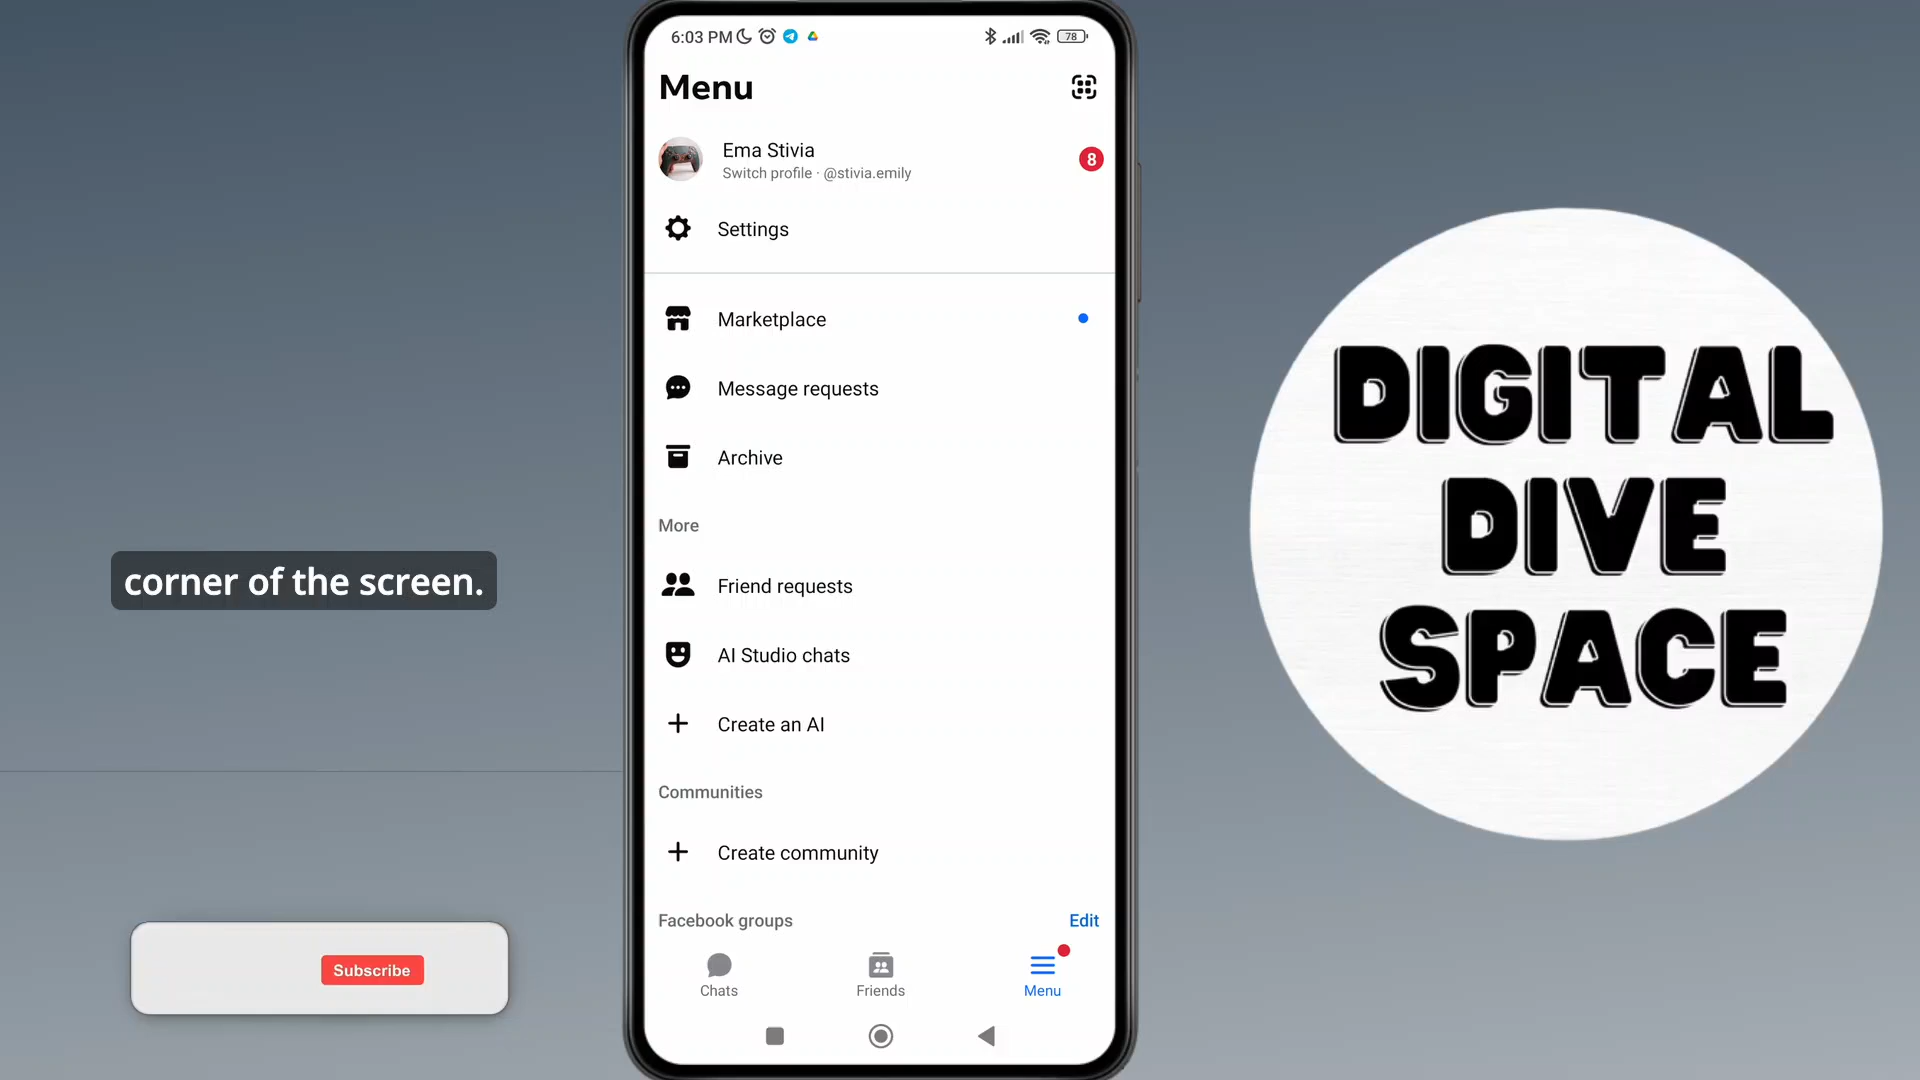 6:03 PM
78
Menu
Ema Stivia
8
Switch profile · @stivia.emily
Settings
Marketplace
Message requests
Archive
More
Friend requests
AI Studio chats
Create an AI
Communities
Create community
Facebook groups
Edit
Chats
Friends
Menu
corner of the screen.
Subscribe
DIGITAL
DIVE
SPACE